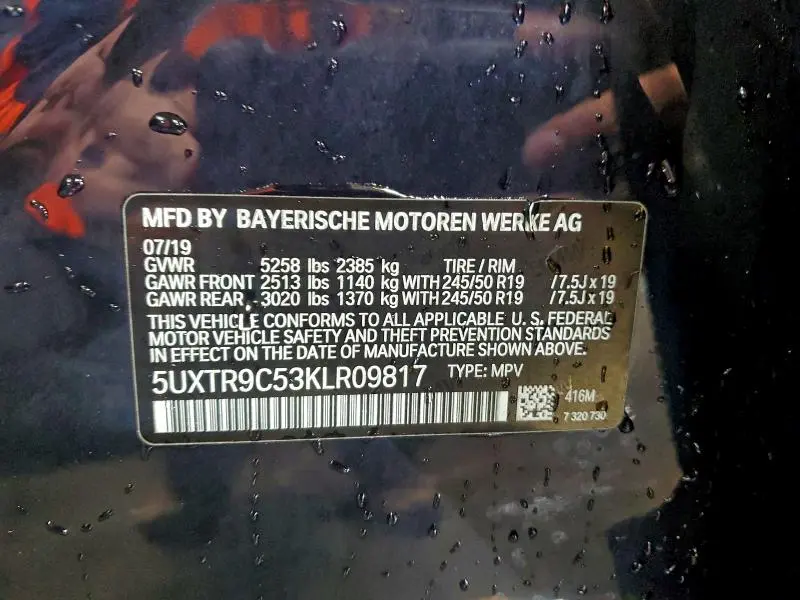 MFD BY BAYERISCHE MOTOREN WERKE AG
07/19
GVWR 5258 lbs 2385 kg TIRE / RIM
GAWR FRONT 2513 lbs 1140 kg WITH 245/50 R19 / 7.5J x 19
GAWR REAR 3020 lbs 1370 kg WITH 245/50 R19 / 7.5J x 19
THIS VEHICLE CONFORMS TO ALL APPLICABLE U. S. FEDERAL
MOTOR VEHICLE SAFETY AND THEFT PREVENTION STANDARDS
IN EFFECT ON THE DATE OF MANUFACTURE SHOWN ABOVE.
5UXTR9C53KLR09817 TYPE: MPV
416M
7 320 730